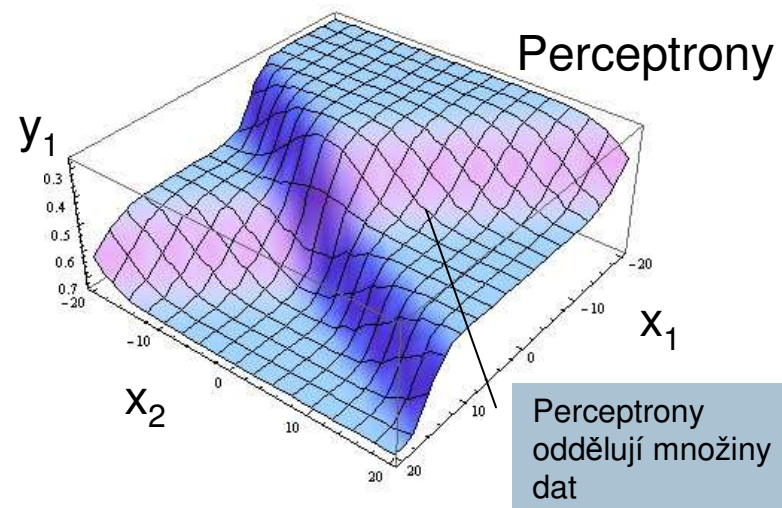 Perceptrony
y₁
0.3
0.4
0.5
0.6
0.7
-20
-10
0
10
20
x₂
-20
-10
0
10
20
x₁
Perceptrony
oddělují množiny
dat